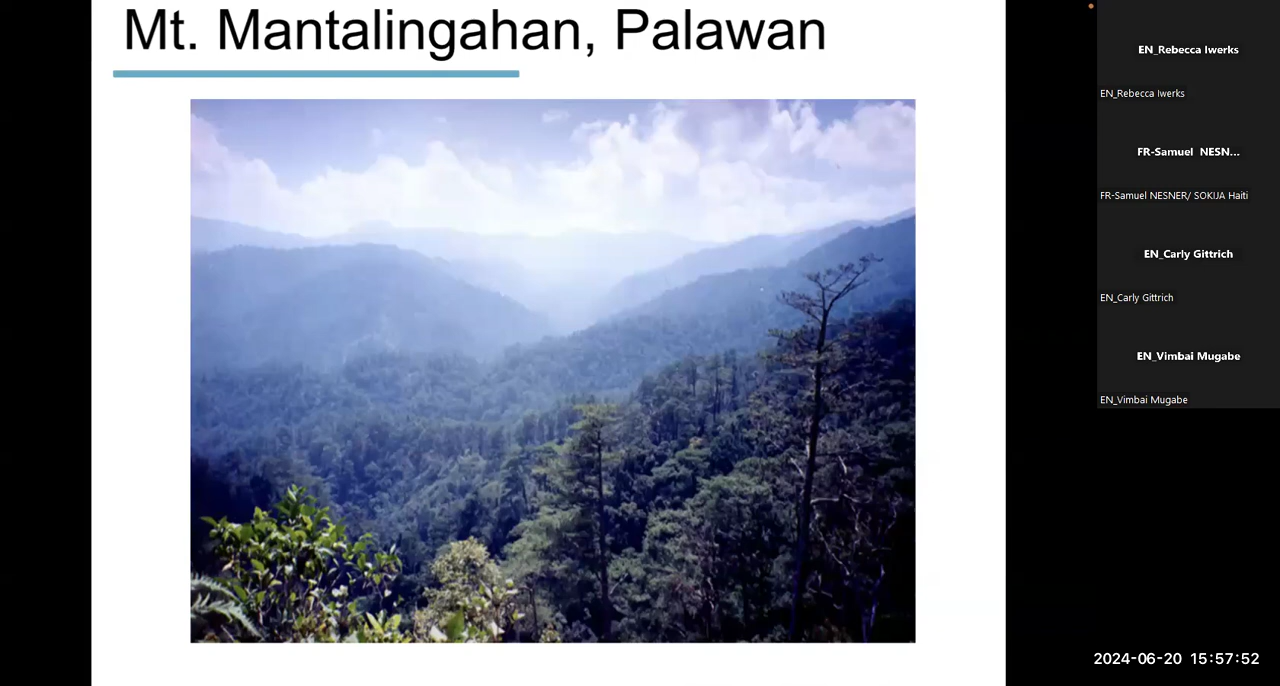 Mt. Mantalingahan, Palawan
EN_Rebecca Iwerks
EN_Rebecca Iwerks
FR-Samuel NESN...
FR-Samuel NESNER/ SOKIJA Haiti
EN_Carly Gittrich
EN_Carly Gittrich
EN_Vimbai Mugabe
EN_Vimbai Mugabe
2024-06-20 15:57:52